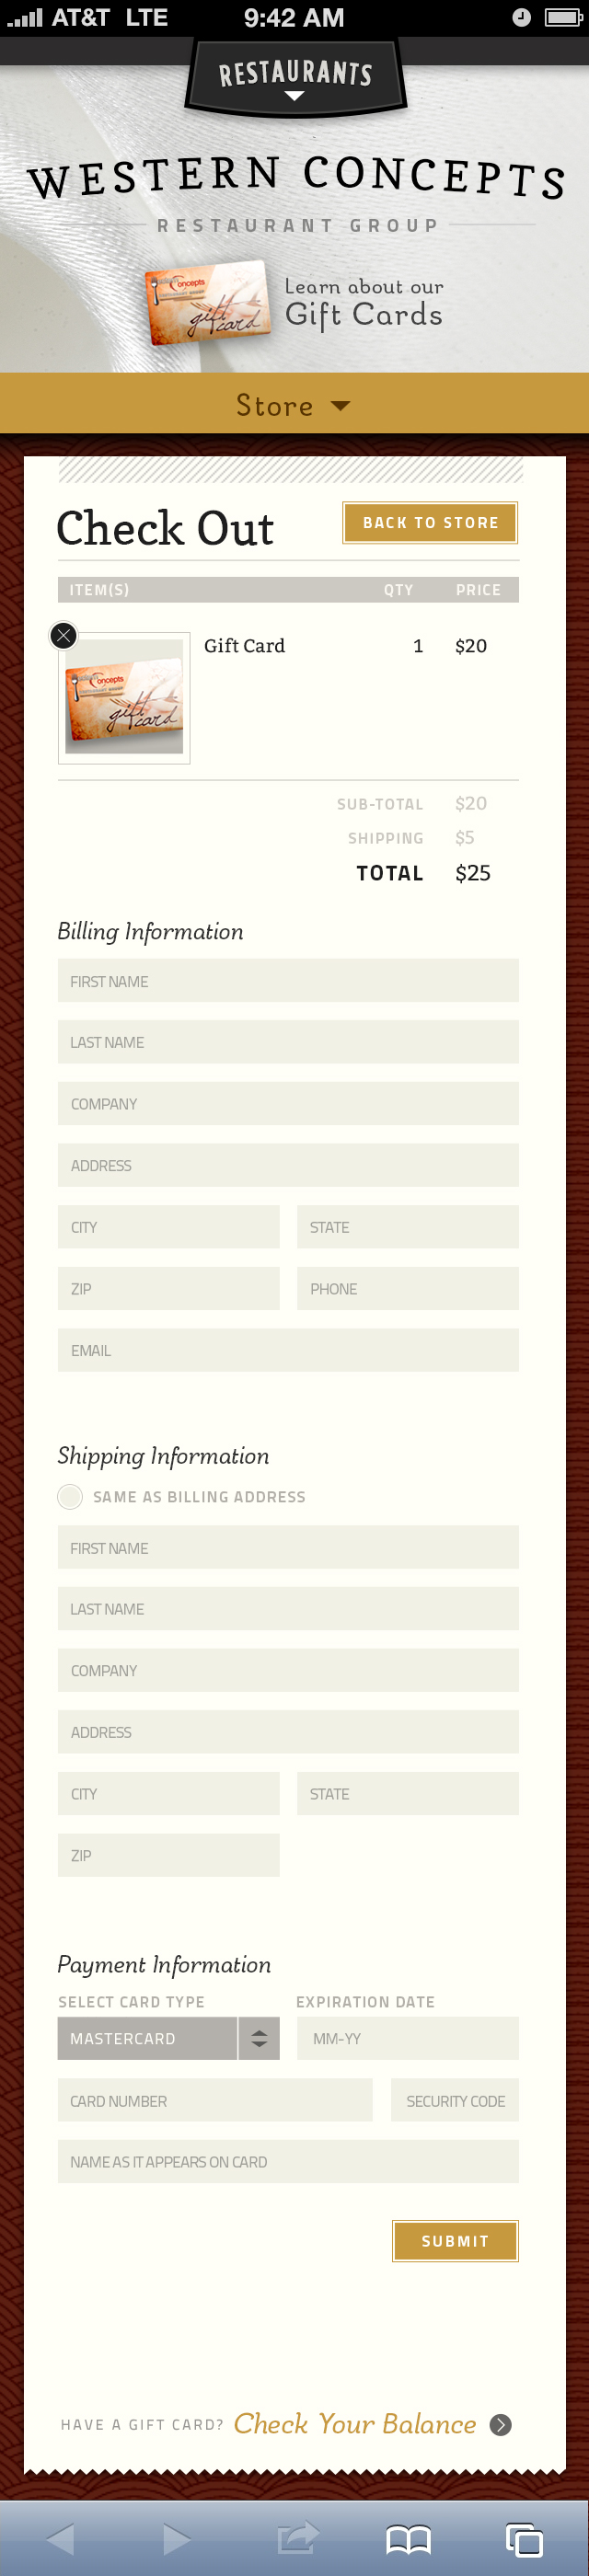 AT&T LTE 9:42 AM
RESTAURANTS
WESTERN CONCEPTS
RESTAURANT GROUP
Concepts
gift card
Learn about our
Gift Cards
Store
Check Out
BACK TO STORE
ITEM(S) QTY PRICE
Gift Card 1 $20
Concepts
gift card
SUB-TOTAL $20
SHIPPING $5
TOTAL $25
Billing Information
FIRST NAME
LAST NAME
COMPANY
ADDRESS
CITY STATE
ZIP PHONE
EMAIL
Shipping Information
SAME AS BILLING ADDRESS
FIRST NAME
LAST NAME
COMPANY
ADDRESS
CITY STATE
ZIP
Payment Information
SELECT CARD TYPE EXPIRATION DATE
MASTERCARD MM-YY
CARD NUMBER SECURITY CODE
NAME AS IT APPEARS ON CARD
SUBMIT
HAVE A GIFT CARD? Check Your Balance